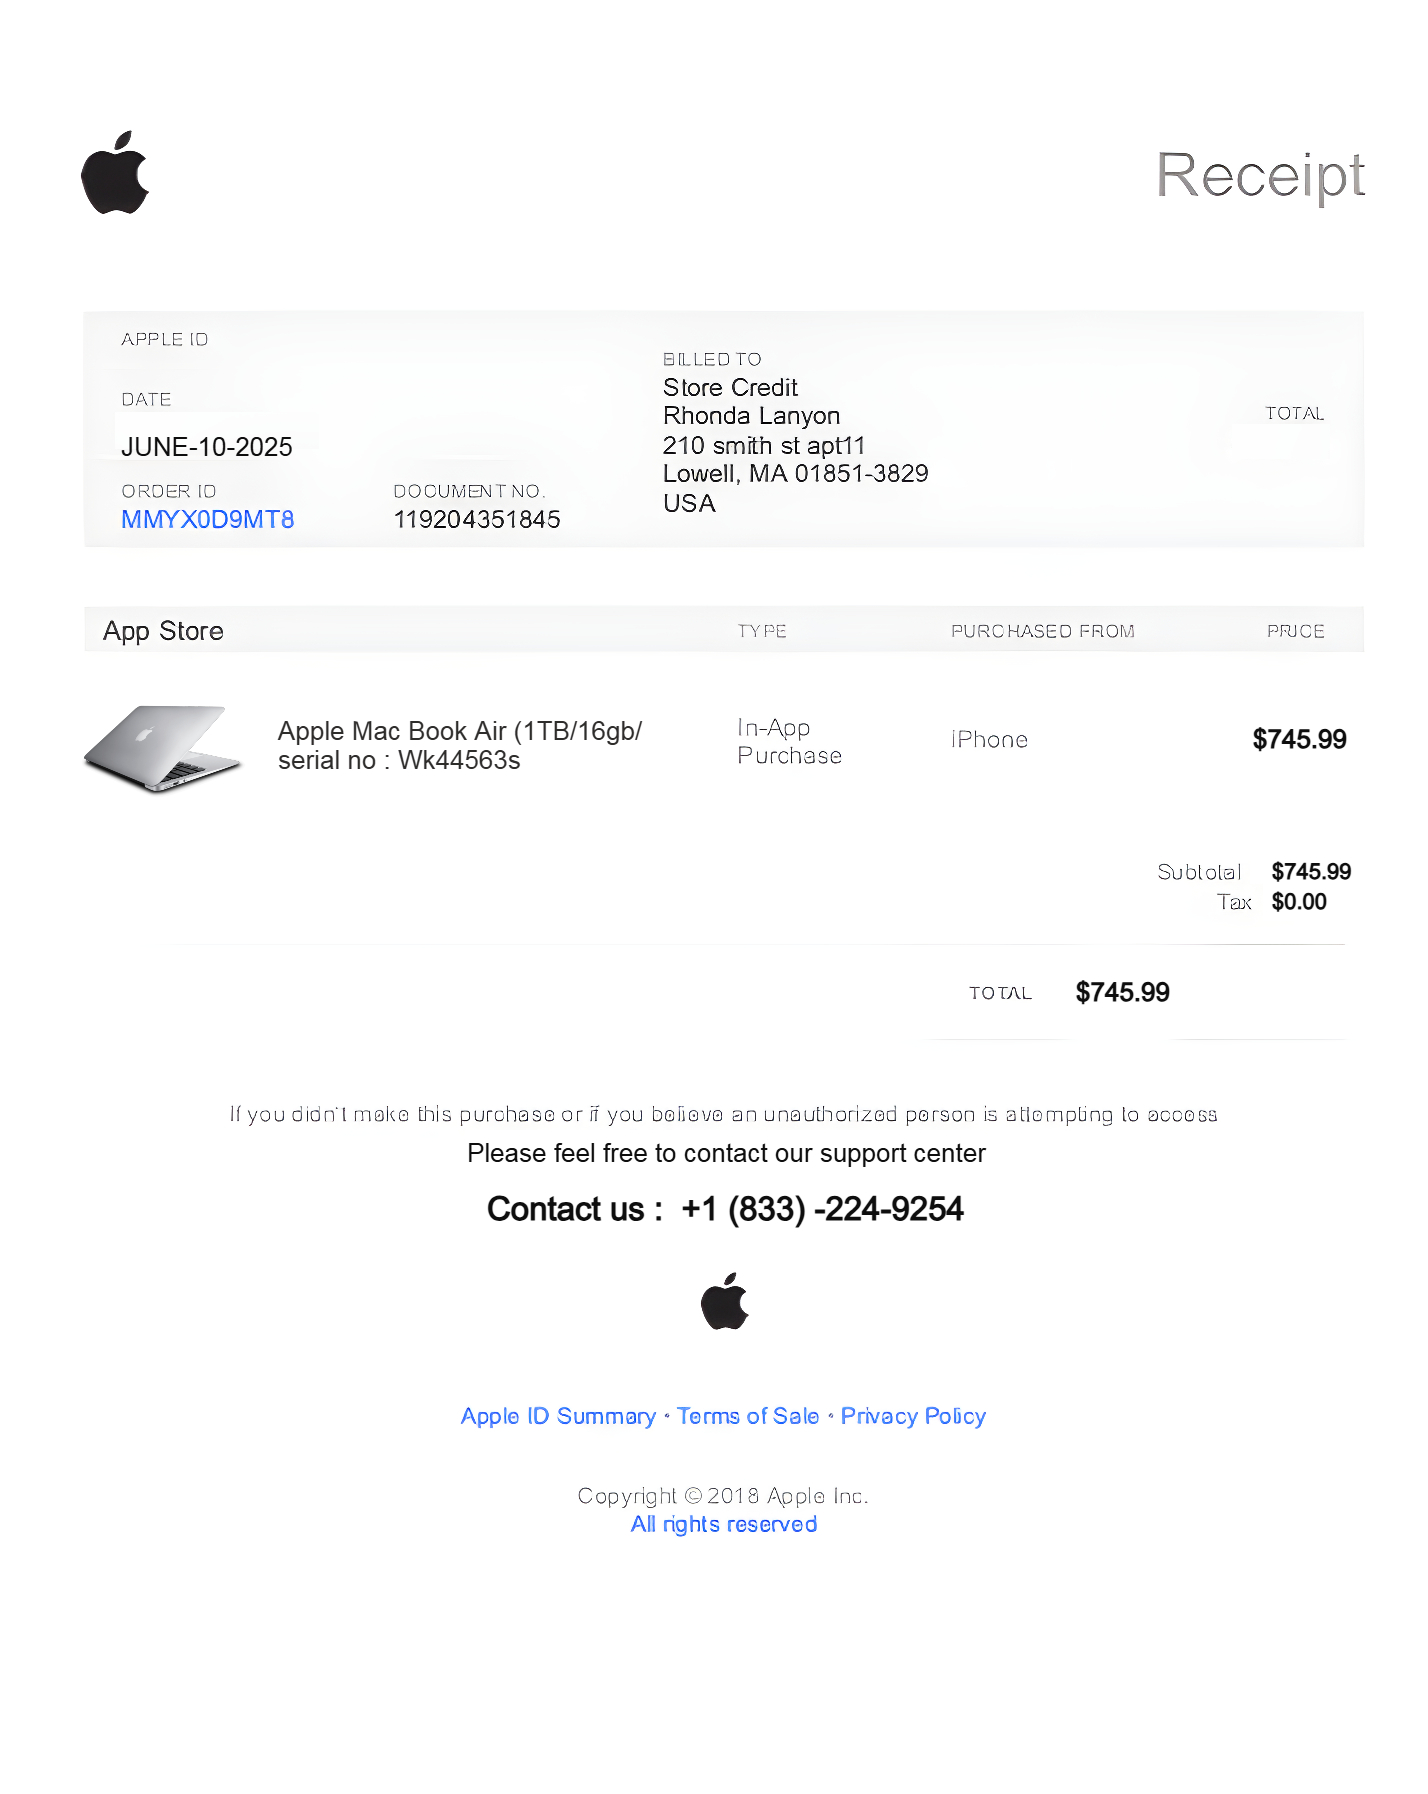 Receipt
APPLE ID
DATE
JUNE-10-2025
ORDER ID
MMYX0D9MT8
DOCUMENT NO.
119204351845
BILLED TO
Store Credit
Rhonda Lanyon
210 smith st apt11
Lowell, MA 01851-3829
USA
TOTAL
App Store TYPE PURCHASED FROM PRICE
Apple Mac Book Air (1TB/16gb/
serial no : Wk44563s
In-App
Purchase
iPhone
$745.99
Subtotal $745.99
Tax $0.00
TOTAL $745.99
If you didn't make this purchase or if you believe an unauthorized person is attempting to access
Please feel free to contact our support center
Contact us : +1 (833) -224-9254
Apple ID Summary • Terms of Sale • Privacy Policy
Copyright © 2018 Apple Inc.
All rights reserved